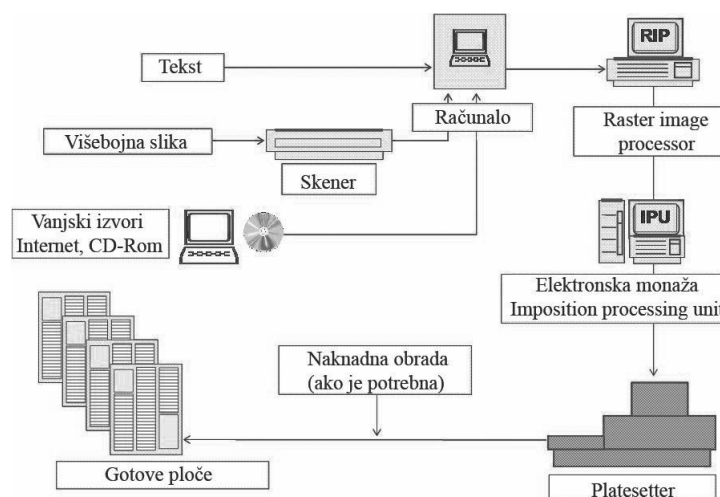 Tekst
Računalo
RIP
Raster image
processor
Višebojna slika
Skener
Vanjski izvori
Internet, CD-Rom
IPU
Elektronska monaža
Imposition processing unit
Naknadna obrada
(ako je potrebna)
Gotove ploče
Platesetter